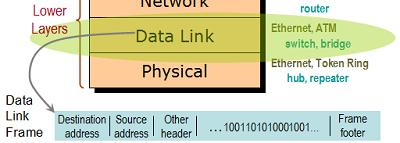 Network
router
Lower
Layers
Data Link
Ethernet, ATM
switch, bridge
Physical
Ethernet, Token Ring
hub, repeater
Data
Link
Frame
Destination address
Source address
Other header
...1001101010001001...
Frame footer